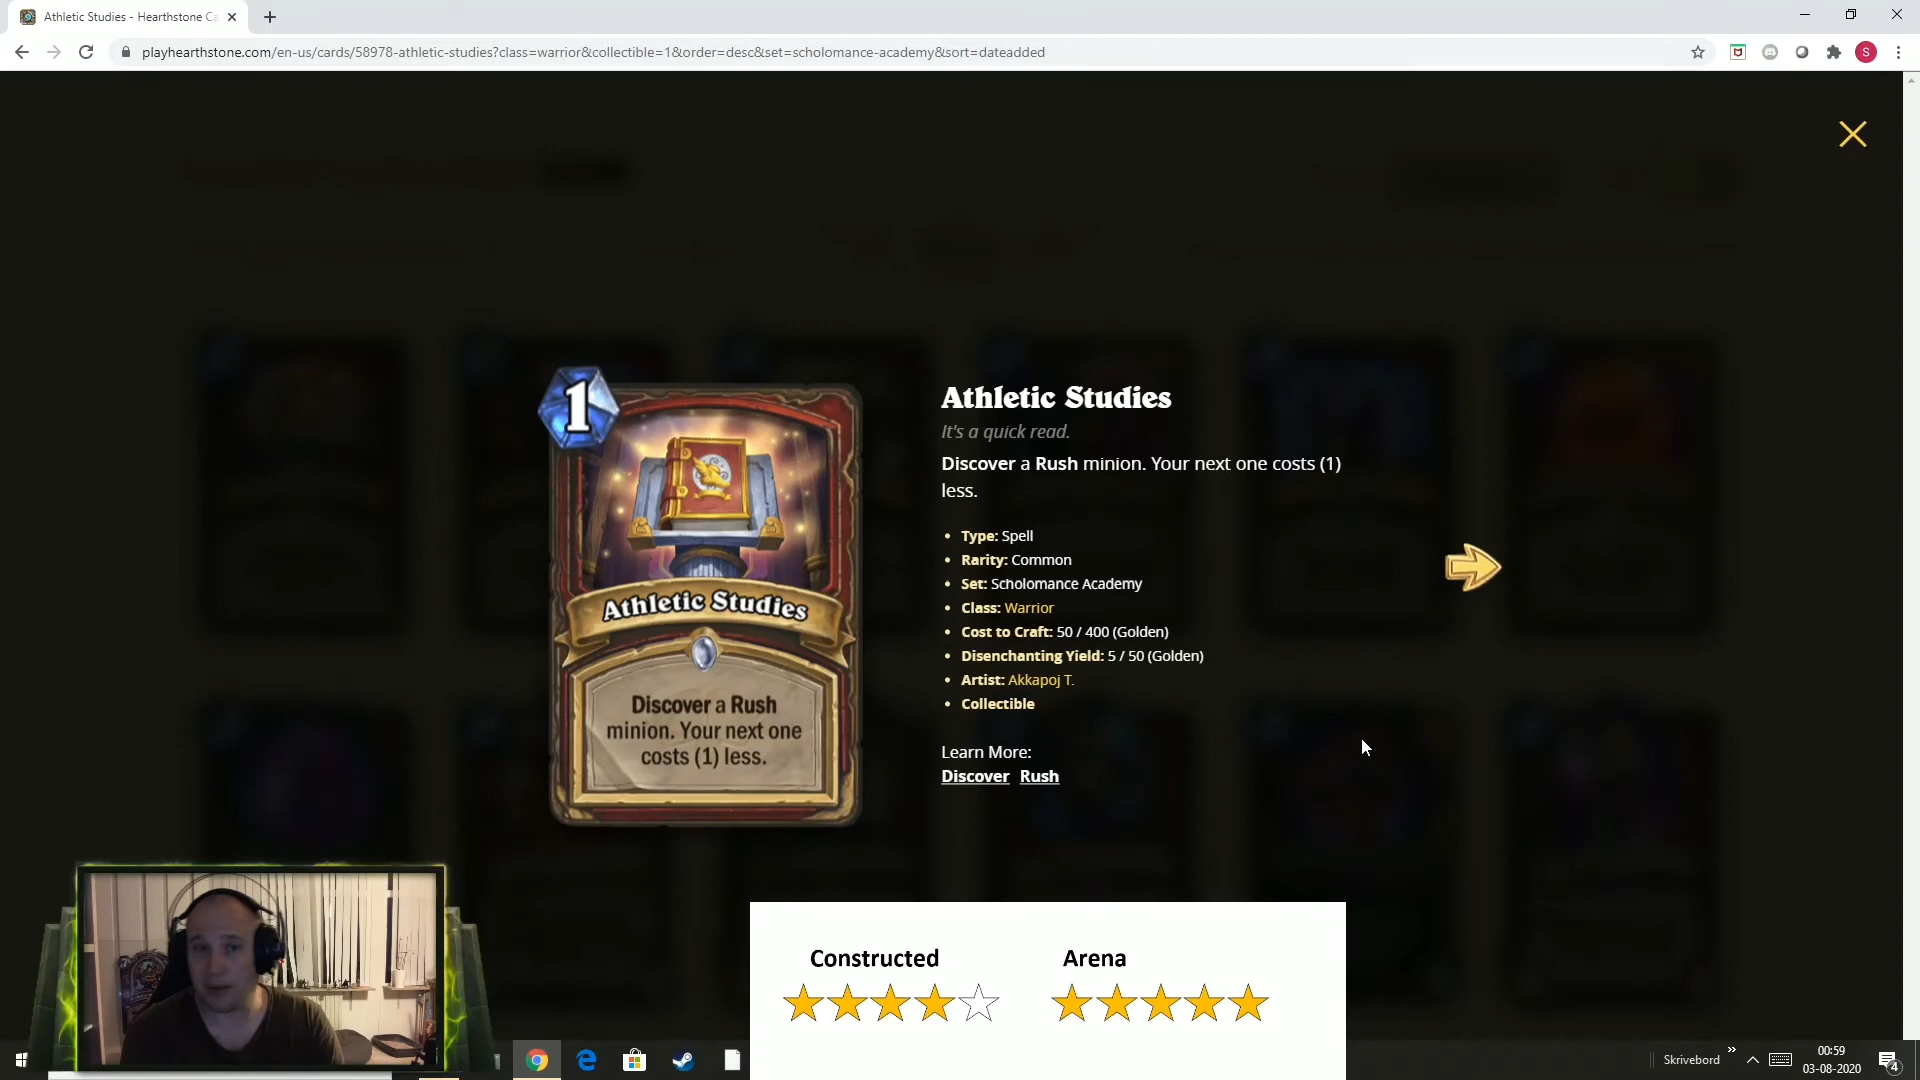 Athletic Studies - Hearthstone Ca
playhearthstone.com/en-us/cards/58978-athletic-studies?class=warrior&collectible=1&order=desc&set=scholomance-academy&sort=dateadded
S
1
Athletic Studies
Discover a Rush
minion. Your next one
costs (1) less.
Athletic Studies
It's a quick read.
Discover a Rush minion. Your next one costs (1)
less.
• Type: Spell
• Rarity: Common
• Set: Scholomance Academy
• Class: Warrior
• Cost to Craft: 50 / 400 (Golden)
• Disenchanting Yield: 5 / 50 (Golden)
• Artist: Akkapoj T.
• Collectible
Learn More:
Discover Rush
Constructed Arena
Skrivebord
00:59
03-08-2020
4